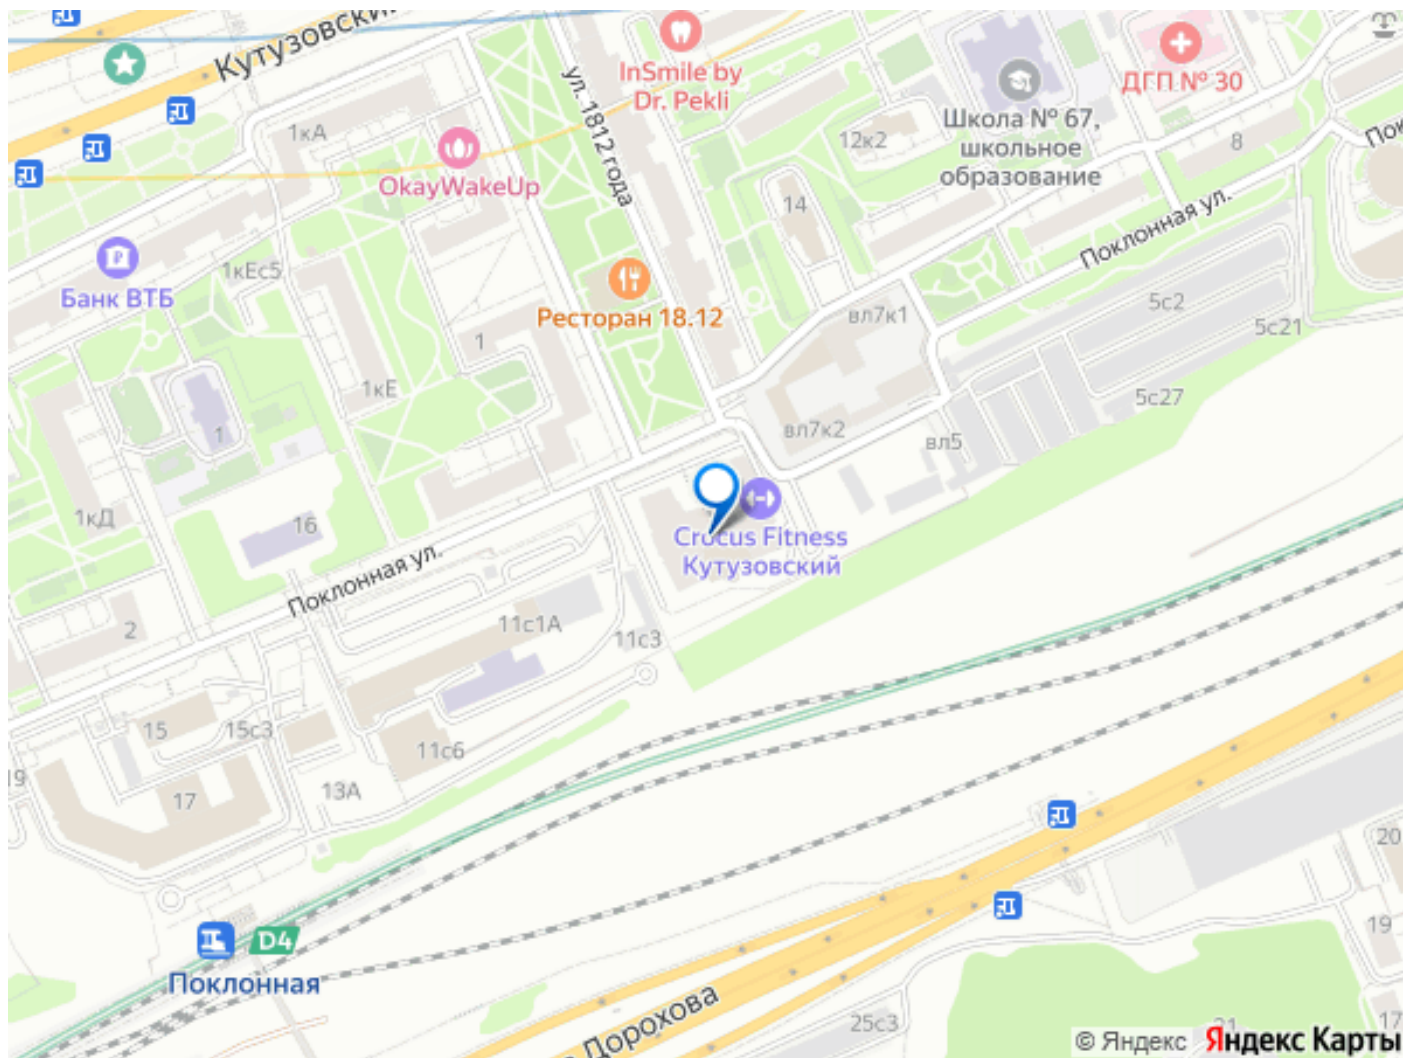 Кутузовский
ул. 1812 года
InSmile by
Dr. Pekli
ДГП № 30
Школа № 67,
школьное
образование
12к2
8
1кА
OkayWakeUp
14
Поклонная ул.
Банк ВТБ
1кЕс5
Ресторан 18.12
вл7к1
5с2
5с21
1
1кЕ
5с27
1
вл7к2
вл5
1кД
16
Crocus Fitness
Кутузовский
Поклонная ул.
2
11с1А
11с3
15
15с3
11с6
19
17
13А
20
D4
19
Поклонная
Дорохова
25с3
21
17
© Яндекс
Яндекс Карты